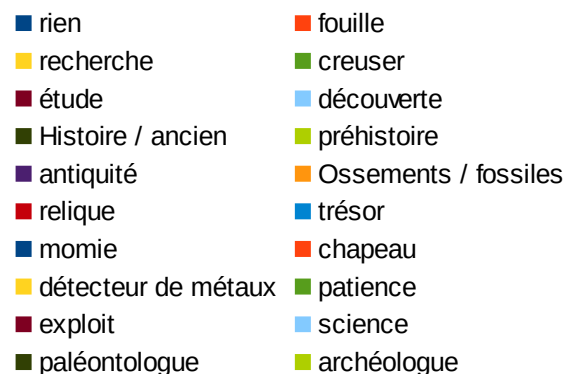 rien fouille
recherche creuser
étude découverte
Histoire / ancien préhistoire
antiquité Ossements / fossiles
relique trésor
momie chapeau
détecteur de métaux patience
exploit science
paléontologue archéologue